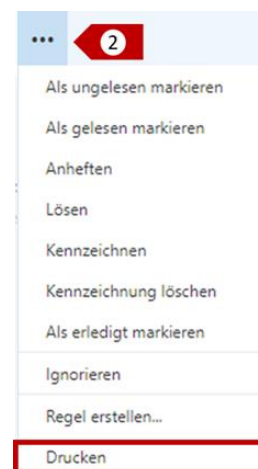 ... 2
Als ungelesen markieren
Als gelesen markieren
Anheften
Lösen
Kennzeichnen
Kennzeichnung löschen
Als erledigt markieren
Ignorieren
Regel erstellen...
Drucken